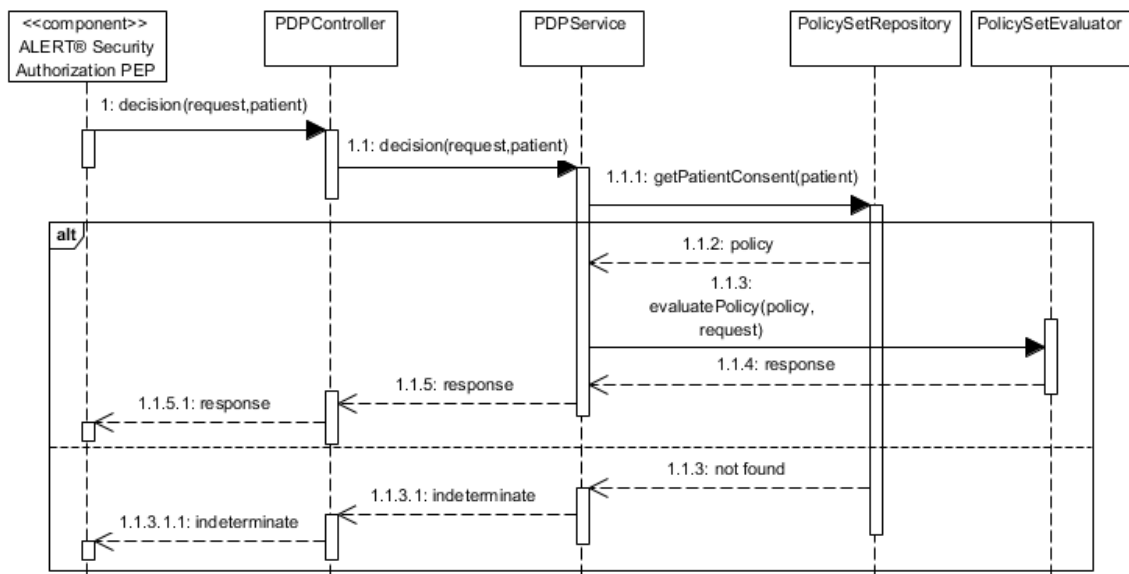 <<component>>
ALERT® Security
Authorization PEP
PDPController
PDPService
PolicySetRepository
PolicySetEvaluator
1: decision(request,patient)
1.1: decision(request,patient)
1.1.1: getPatientConsent(patient)
alt
1.1.2: policy
1.1.3:
evaluatePolicy(policy,
request)
1.1.4: response
1.1.5: response
1.1.5.1: response
1.1.3: not found
1.1.3.1: indeterminate
1.1.3.1.1: indeterminate